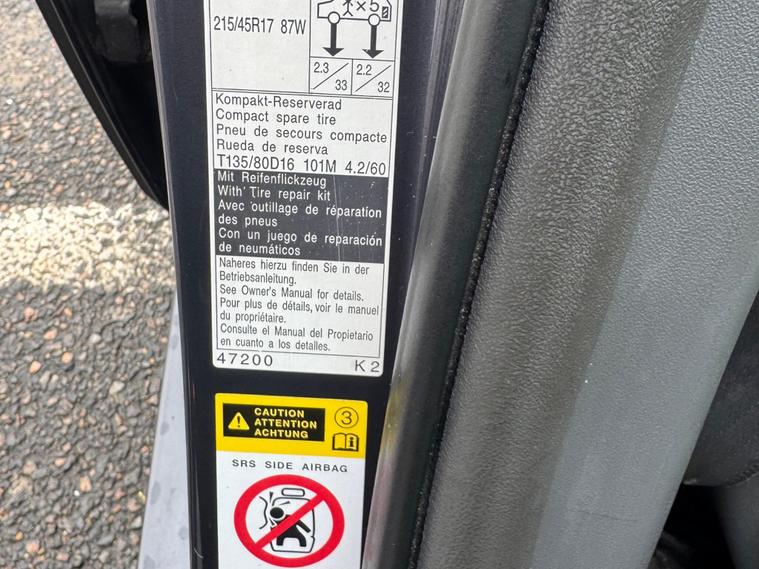 ×5
215/45R17 87W
2.3/33 2.2/32
Kompakt-Reserverad
Compact spare tire
Pneu de secours compacte
Rueda de reserva
T135/80D16 101M 4.2/60
Mit Reifenflickzeug
With Tire repair kit
Avec outillage de réparation
des pneus
Con un juego de reparación
de neumáticos
Naheres hierzu finden Sie in der
Betriebsanleitung.
See Owner's Manual for details.
Pour plus de détails, voir le manuel
du propriétaire.
Consulte el Manual del Propietario
en cuanto a los detalles.
47200 K2
CAUTION
ATTENTION
ACHTUNG
3
SRS SIDE AIRBAG